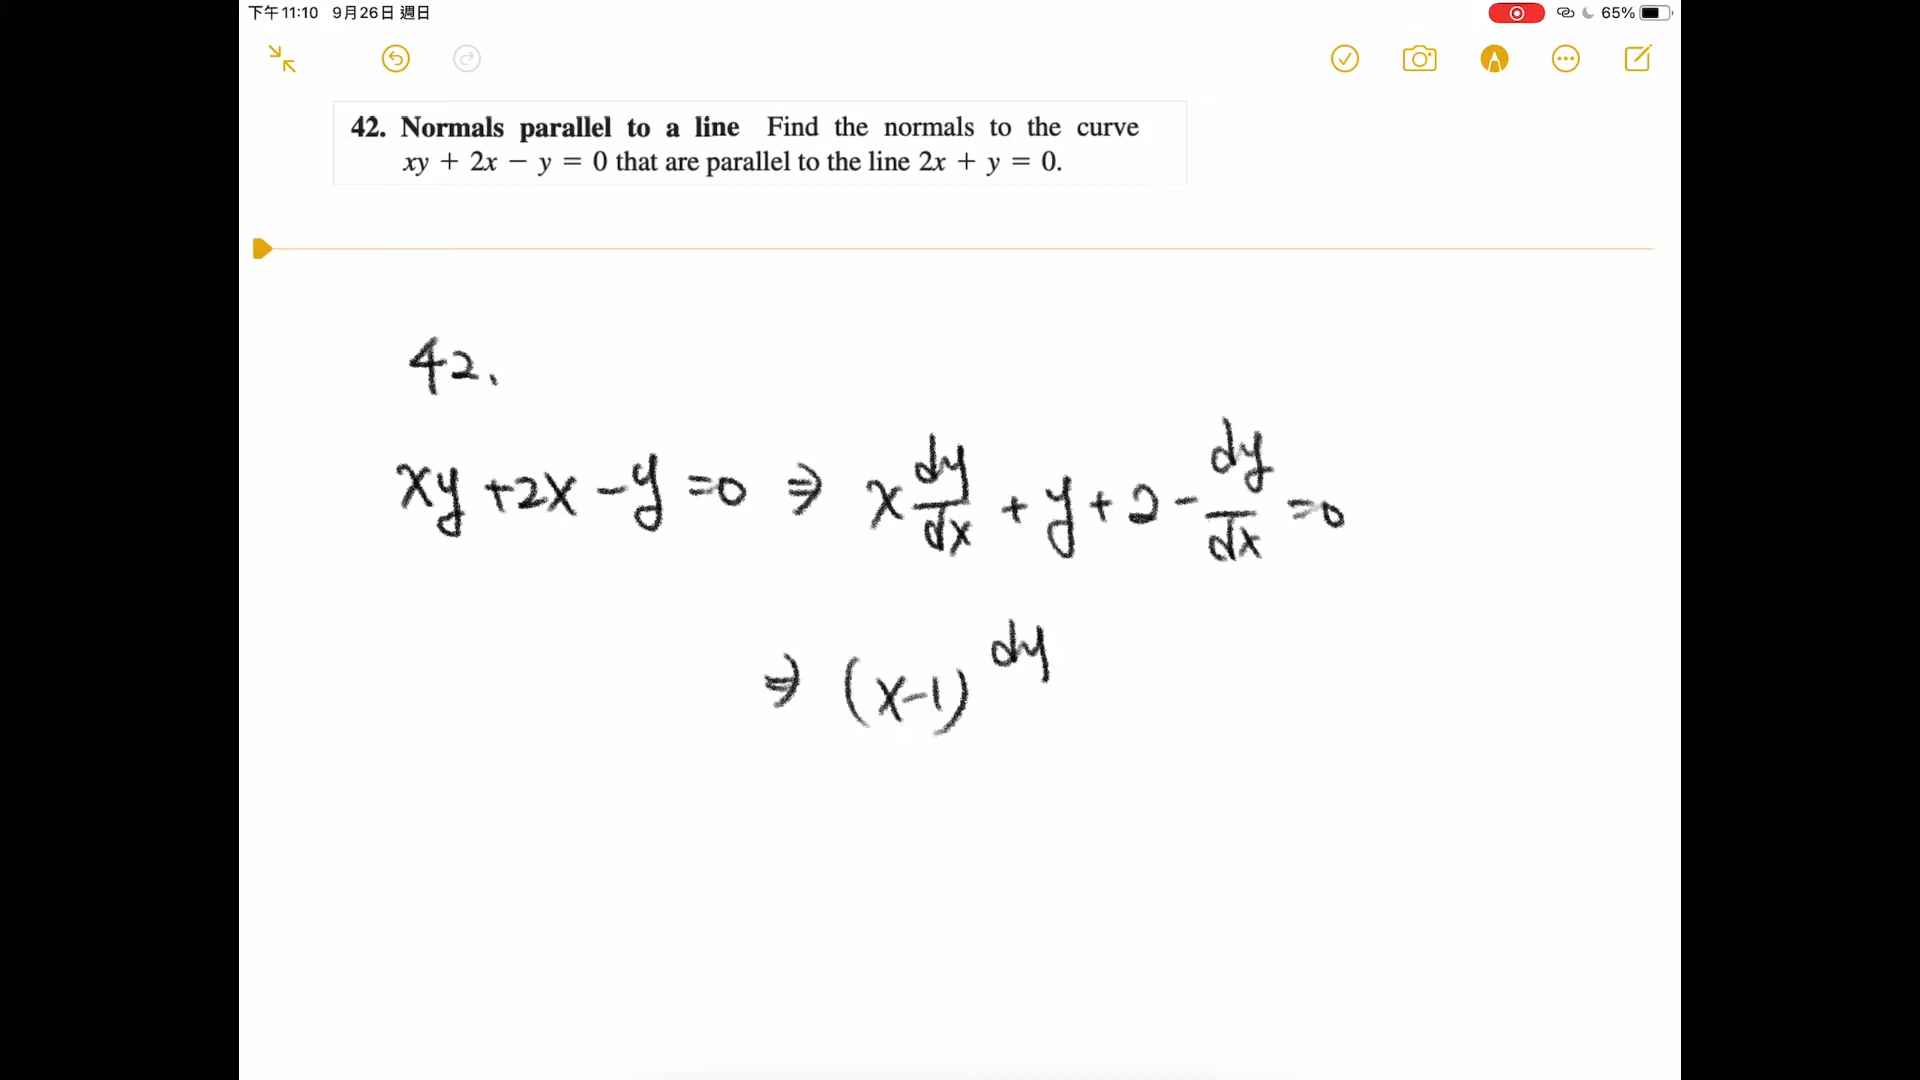 下午11:10 9月26日 週日 65%
42. Normals parallel to a line Find the normals to the curve
xy + 2x − y = 0 that are parallel to the line 2x + y = 0.
42.
xy +2x −y =0 ⇒ x dy/dx + y + 2 − dy/dx =0
⇒ (x−1) dy